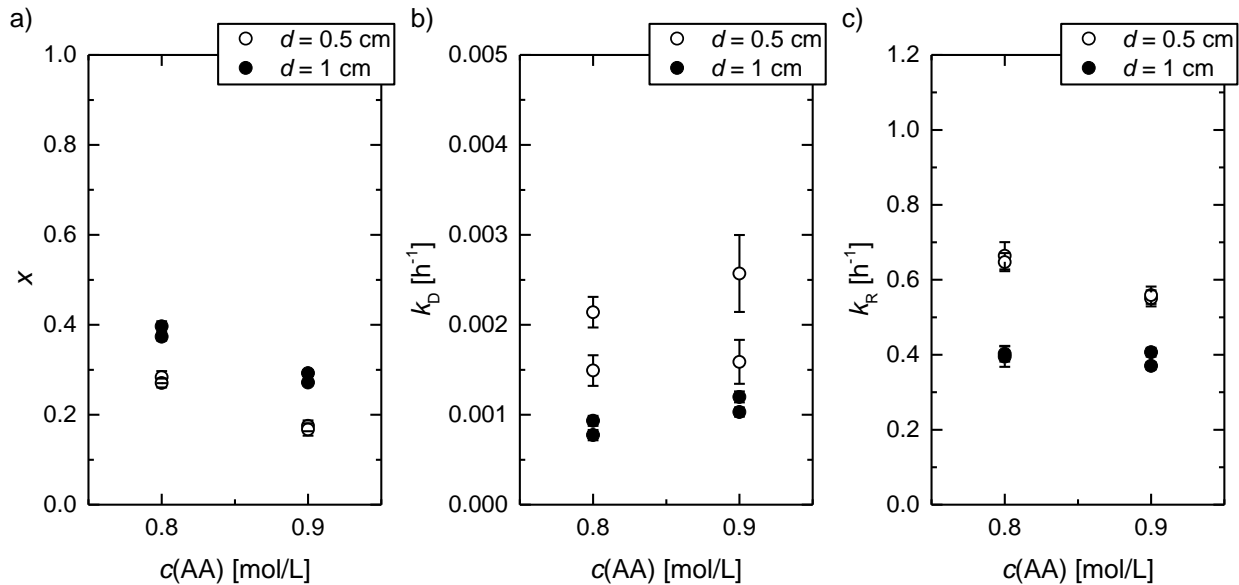 a)
d = 0.5 cm
d = 1 cm
1.0
0.8
0.6
0.4
0.2
0.0
x
0.8
0.9
c(AA) [mol/L]
b)
d = 0.5 cm
d = 1 cm
0.005
0.004
0.003
0.002
0.001
0.000
k_D [h⁻¹]
0.8
0.9
c(AA) [mol/L]
c)
d = 0.5 cm
d = 1 cm
1.2
1.0
0.8
0.6
0.4
0.2
0.0
k_R [h⁻¹]
0.8
0.9
c(AA) [mol/L]